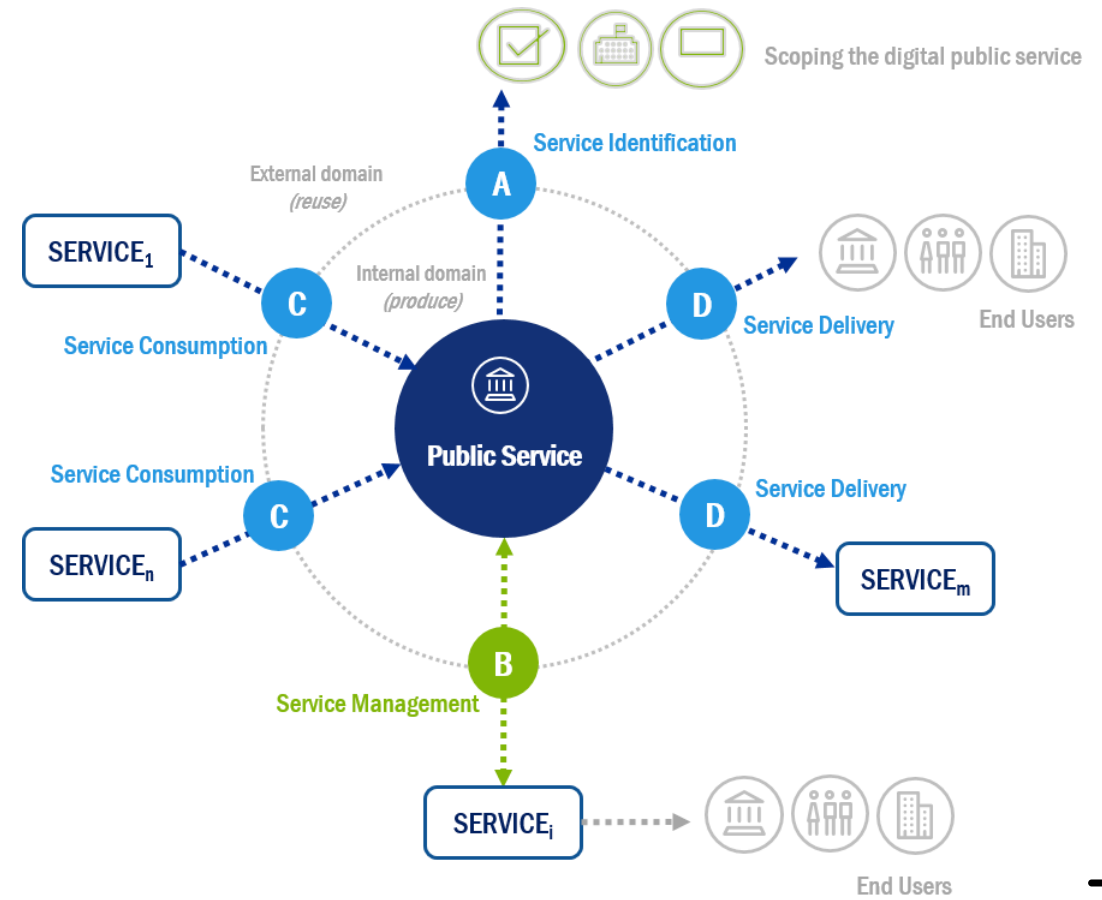 Scoping the digital public service
Service Identification
A
External domain
(reuse)
SERVICE1
Internal domain
(produce)
C
D
Service Delivery
End Users
Service Consumption
Public Service
Service Consumption
C
Service Delivery
D
SERVICEn
SERVICEm
B
Service Management
SERVICEi
End Users